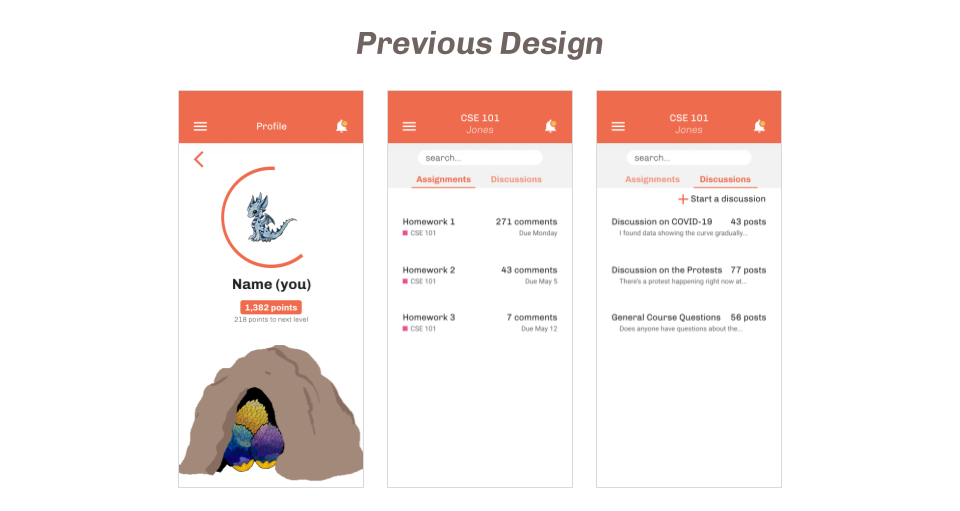 Previous Design
Profile
Name (you)
1,382 points
218 points to next level
CSE 101
Jones
search...
Assignments Discussions
Homework 1 271 comments
CSE 101 Due Monday
Homework 2 43 comments
CSE 101 Due May 5
Homework 3 7 comments
CSE 101 Due May 12
CSE 101
Jones
search...
Assignments Discussions
Start a discussion
Discussion on COVID-19 43 posts
I found data showing the curve gradually...
Discussion on the Protests 77 posts
There's a protest happening right now at...
General Course Questions 56 posts
Does anyone have questions about the...